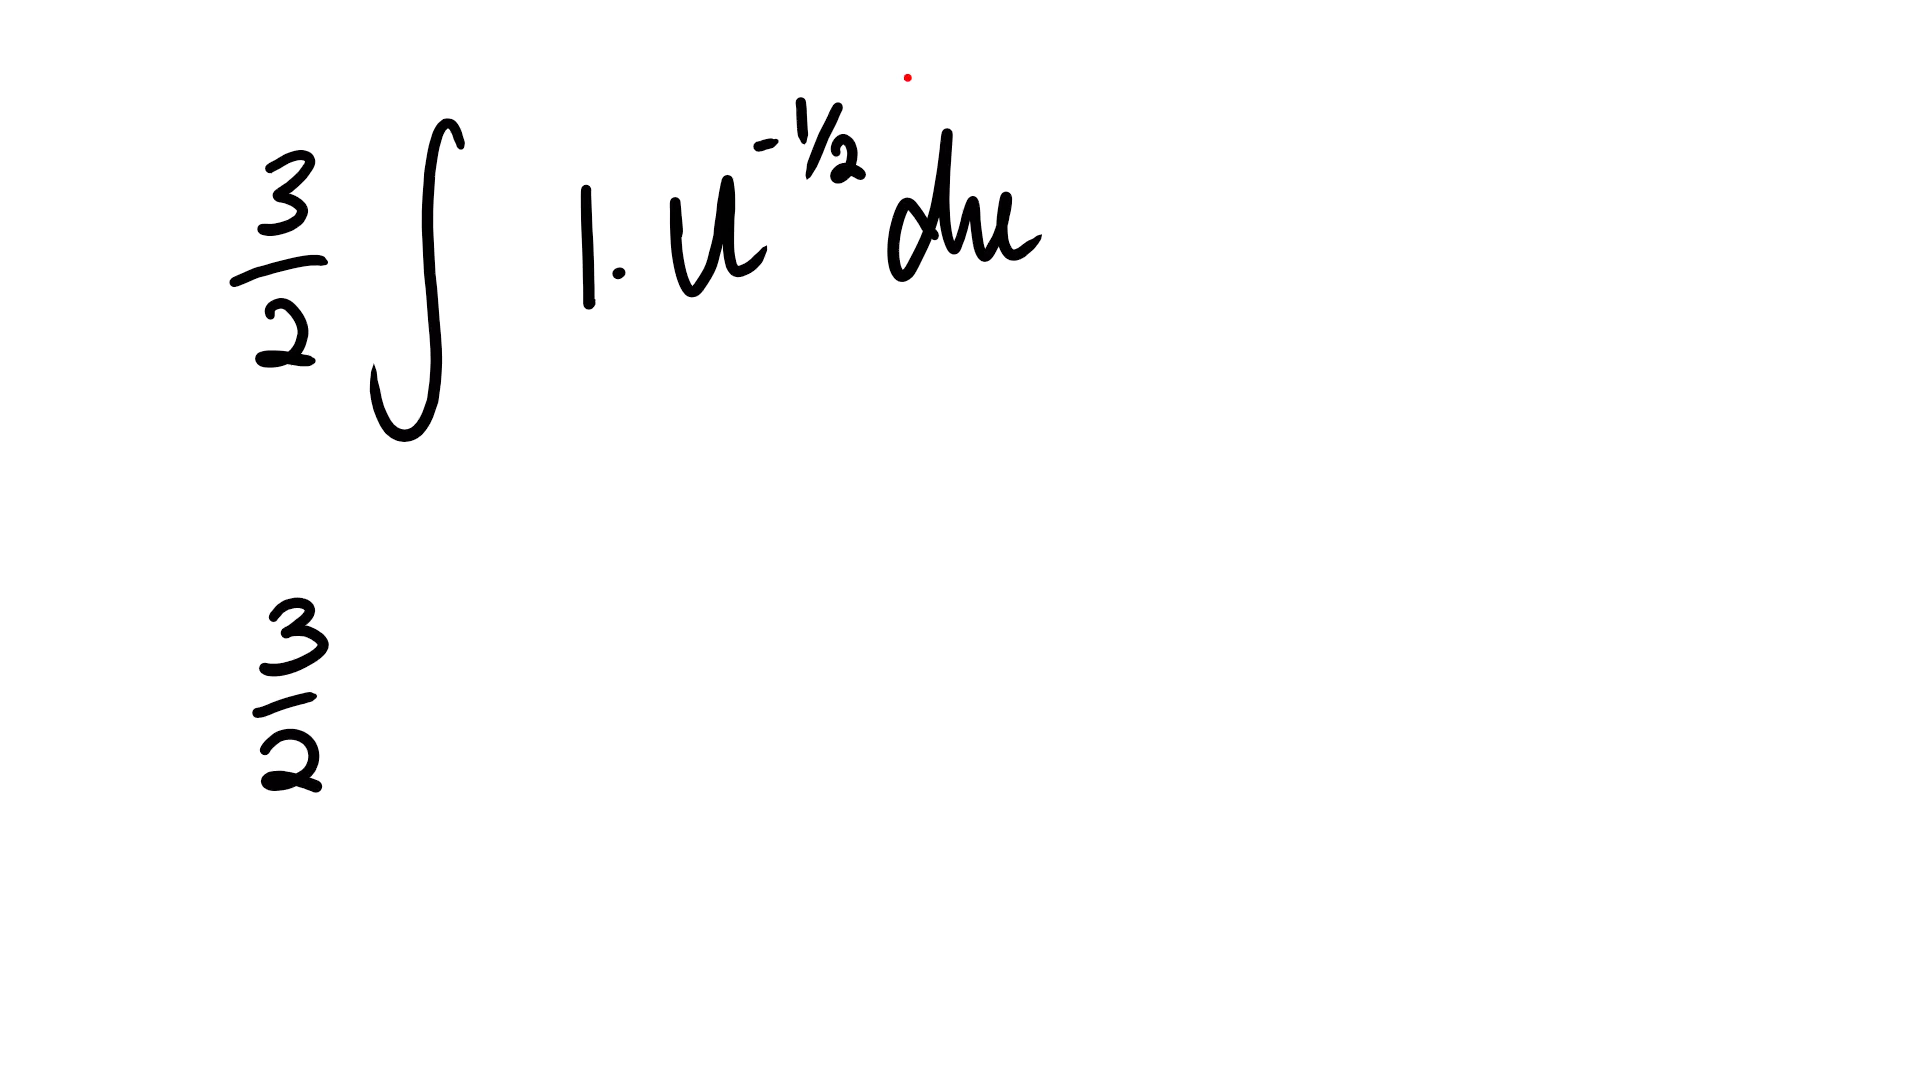 3/2 ∫ 1 · u^(-1/2) du
3/2